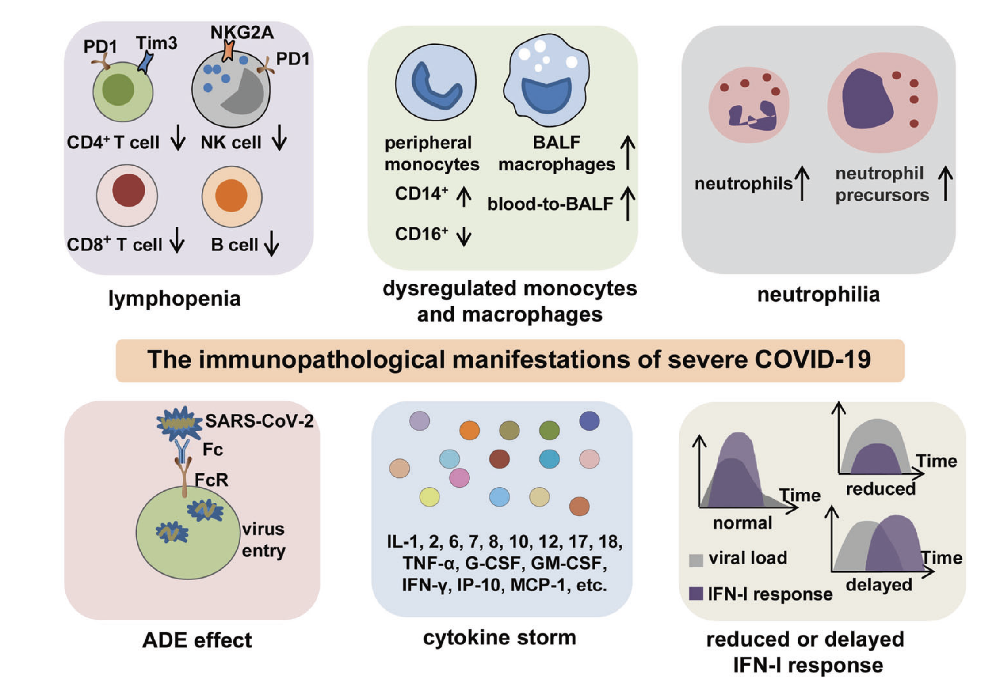 PD1
Tim3
NKG2A
PD1
CD4⁺ T cell
NK cell
CD8⁺ T cell
B cell
lymphopenia
peripheral
monocytes
CD14⁺
CD16⁺
BALF
macrophages
blood-to-BALF
dysregulated monocytes
and macrophages
neutrophils
neutrophil
precursors
neutrophilia
The immunopathological manifestations of severe COVID-19
SARS-CoV-2
Fc
FcR
virus
entry
ADE effect
IL-1, 2, 6, 7, 8, 10, 12, 17, 18,
TNF-α, G-CSF, GM-CSF,
IFN-γ, IP-10, MCP-1, etc.
cytokine storm
Time
normal
Time
reduced
Time
delayed
viral load
IFN-I response
reduced or delayed
IFN-I response